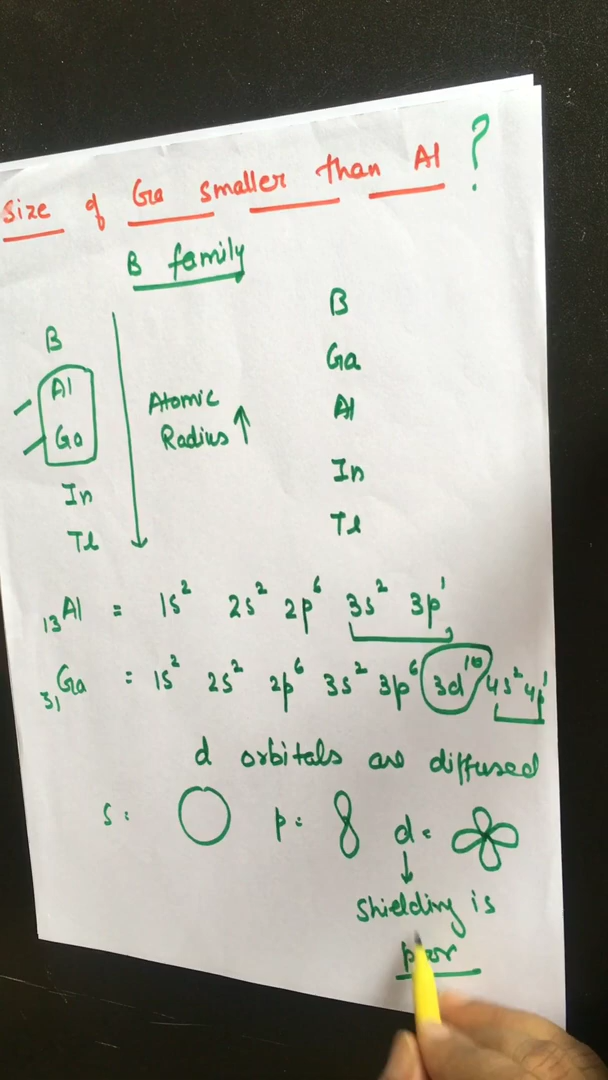 Size of Ga smaller than Al ?
B family
B
Al
Ga
In
Tl
Atomic
Radius ↑
B
Ga
Al
In
Tl
₁₃Al = 1s² 2s² 2p⁶ 3s² 3p¹
₃₁Ga = 1s² 2s² 2p⁶ 3s² 3p⁶ 3d¹⁰ 4s² 4p¹
d orbitals are diffused
s = p = d =
Shielding is
poor